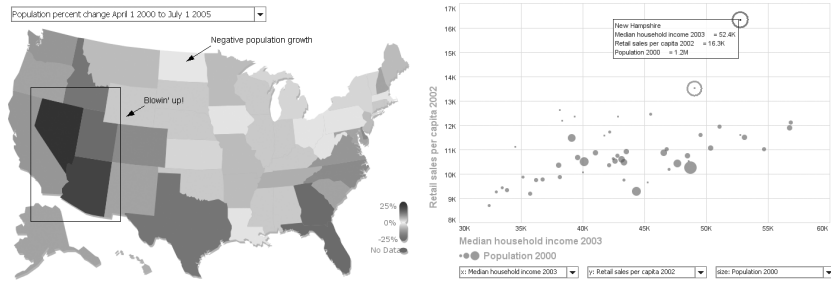 Population percent change April 1 2000 to July 1 2005
Negative population growth
Blowin' up!
25%
0%
-25%
No Data
17K
16K
15K
14K
13K
12K
11K
10K
9K
8K
Retail sales per capita 2002
New Hampshire
Median household income 2003 = 52.4K
Retail sales per capita 2002 = 16.3K
Population 2000 = 1.2M
30K 35K 40K 45K 50K 55K 60K
Median household income 2003
Population 2000
x: Median household income 2003
y: Retail sales per capita 2002
size: Population 2000